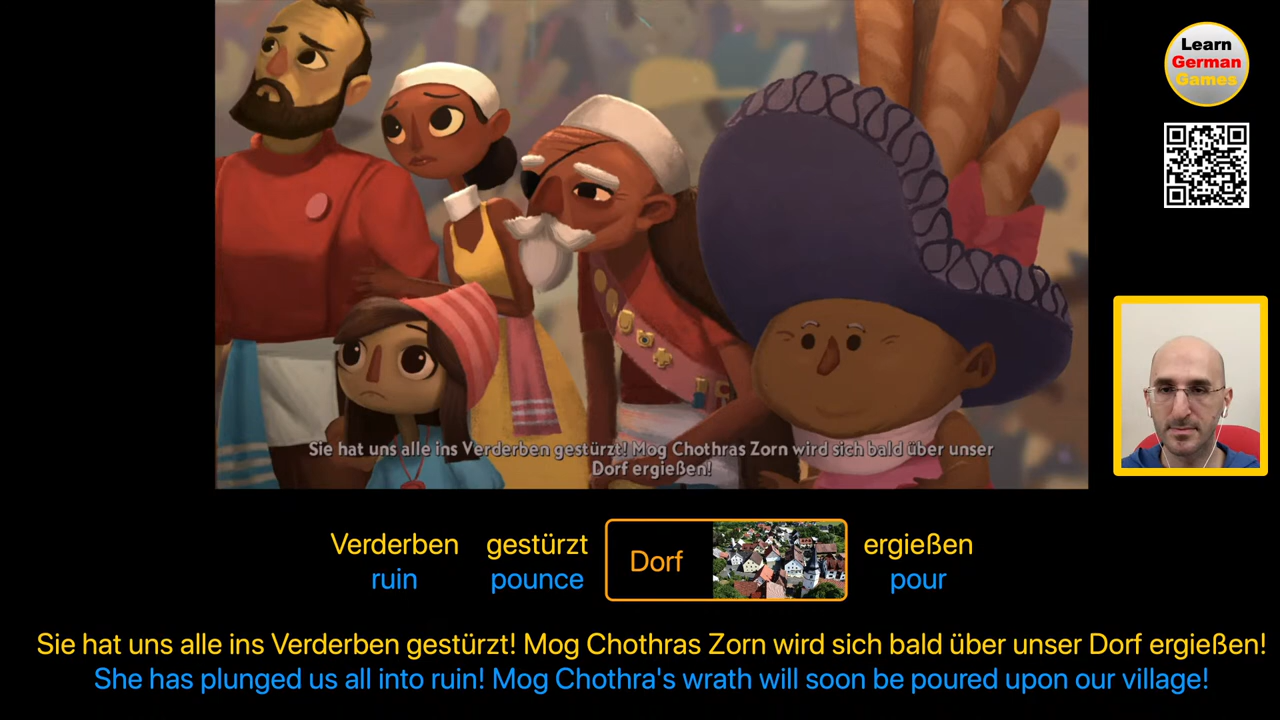 Learn
German
Games
Sie hat uns alle ins Verderben gestürzt! Mog Chothras Zorn wird sich bald über unser
Dorf ergießen!
Verderben gestürzt Dorf ergießen
ruin pounce pour
Sie hat uns alle ins Verderben gestürzt! Mog Chothras Zorn wird sich bald über unser Dorf ergießen!
She has plunged us all into ruin! Mog Chothra's wrath will soon be poured upon our village!